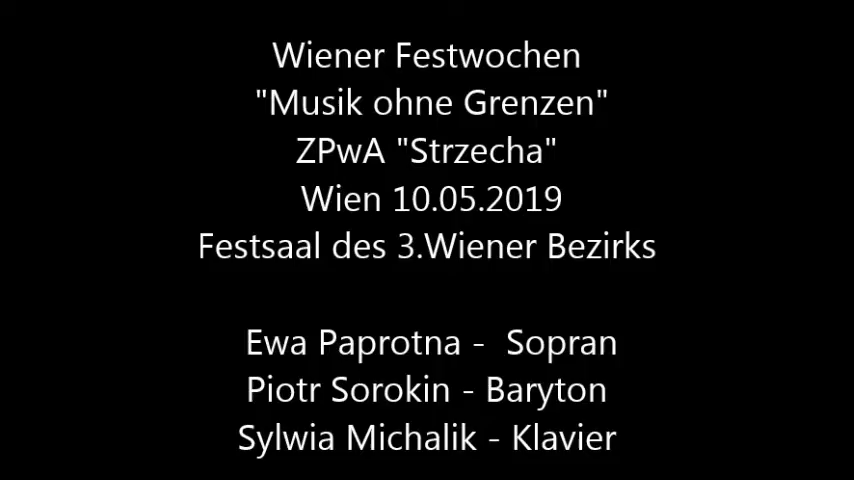 Wiener Festwochen
"Musik ohne Grenzen"
ZPwA "Strzecha"
Wien 10.05.2019
Festsaal des 3.Wiener Bezirks
Ewa Paprotna - Sopran
Piotr Sorokin - Baryton
Sylwia Michalik - Klavier